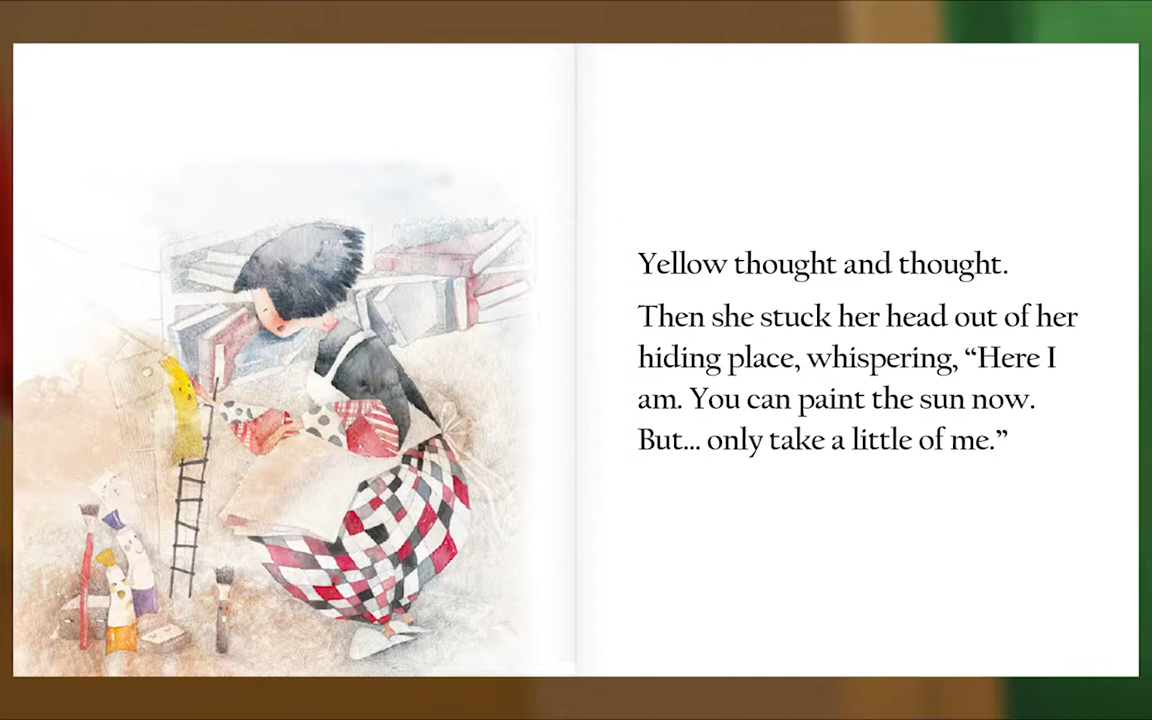 Yellow thought and thought.
Then she stuck her head out of her
hiding place, whispering, “Here I
am. You can paint the sun now.
But... only take a little of me.”